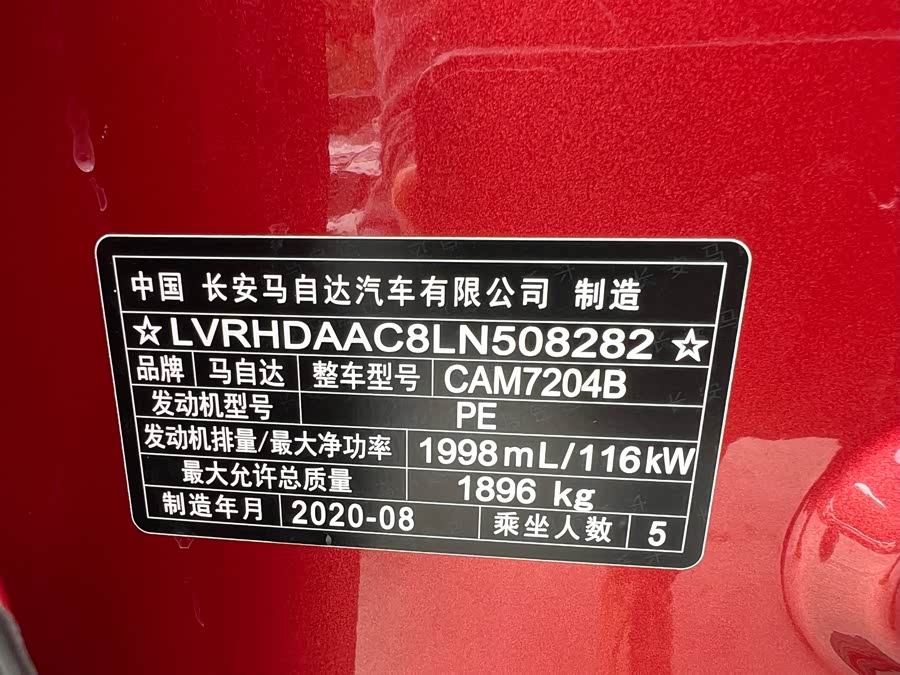 中国 长安马自达汽车有限公司 制造
☆LVRHDAAC8LN508282☆
品牌 马自达 整车型号 CAM7204B
发动机型号 PE
发动机排量/最大净功率 1998mL/116kW
最大允许总质量 1896 kg
制造年月 2020-08 乘坐人数 5